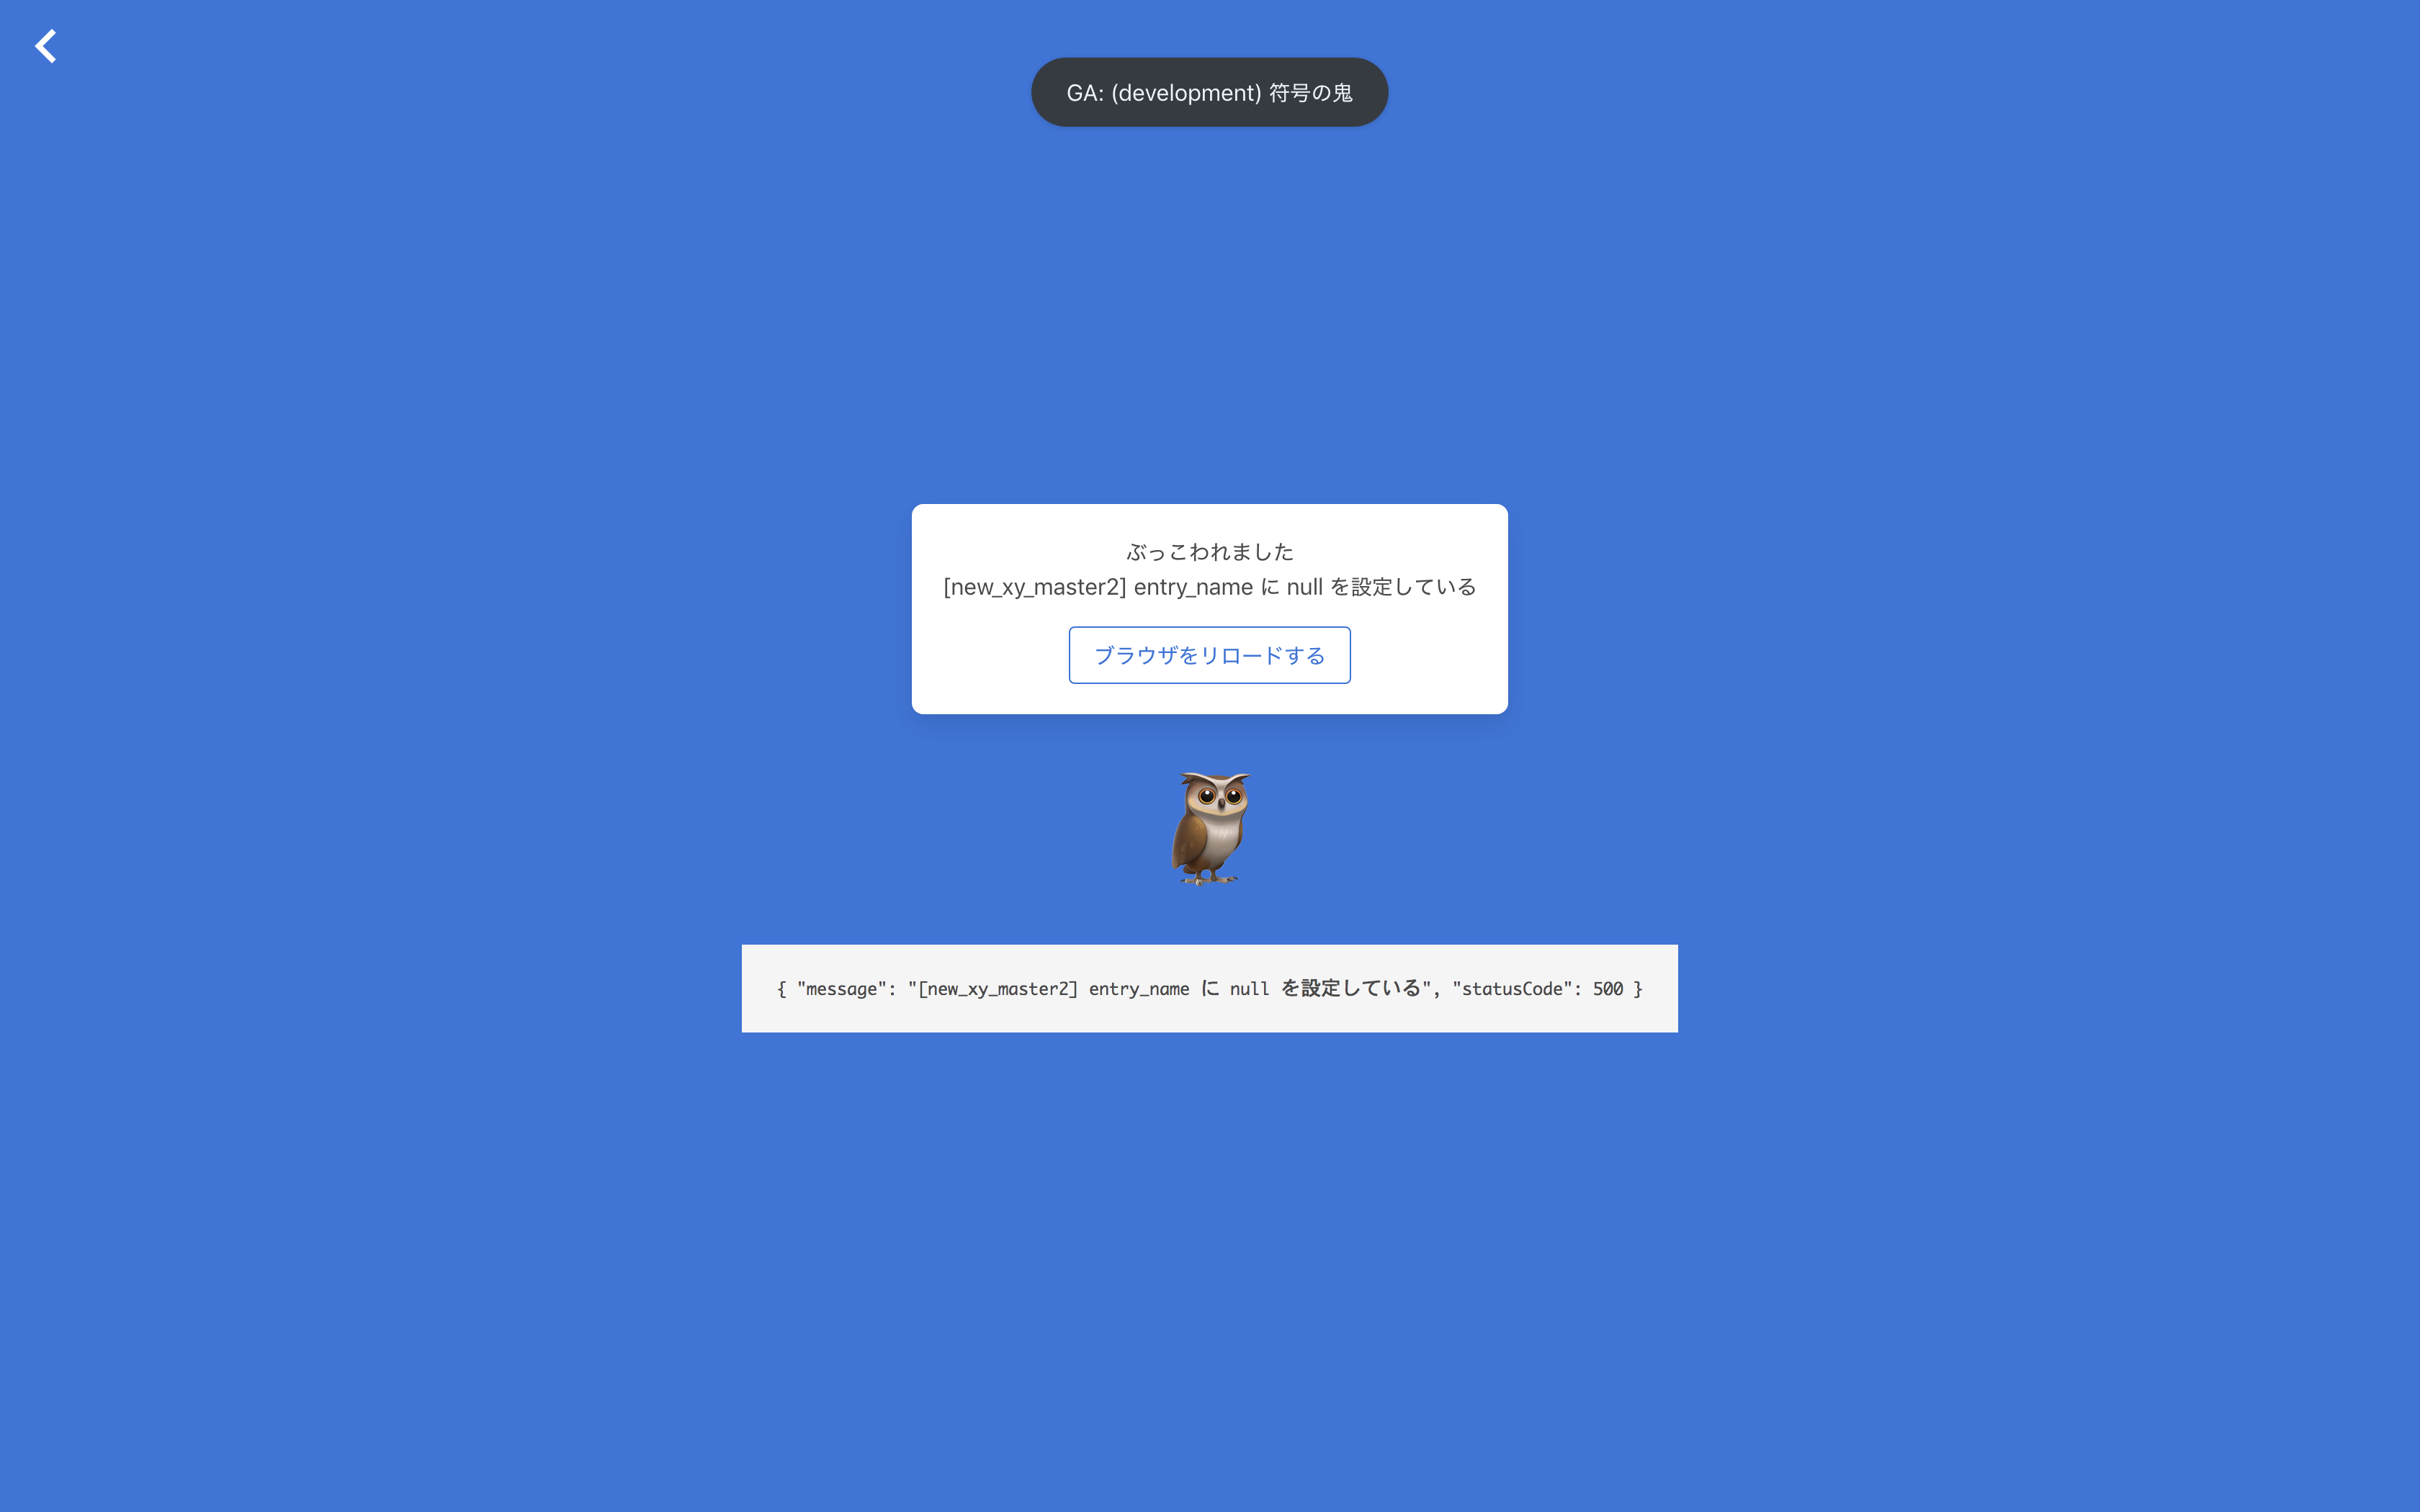 GA: (development) 符号の鬼
ぶっこわれました
[new_xy_master2] entry_name に null を設定している
ブラウザをリロードする
{ "message": "[new_xy_master2] entry_name に null を設定している", "statusCode": 500 }